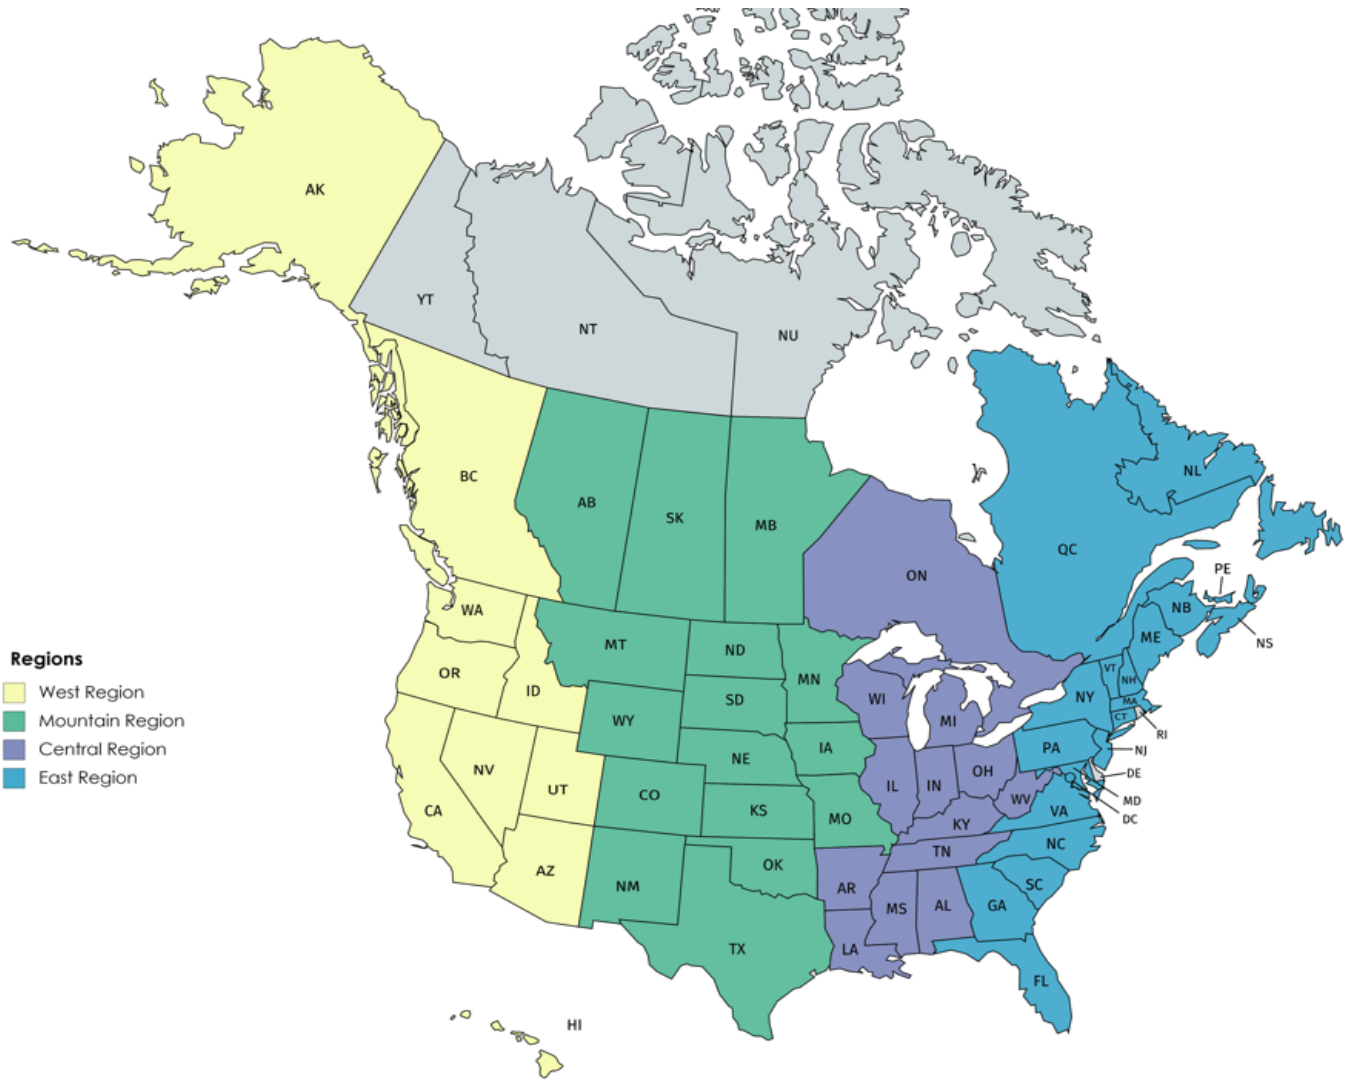 AK
YT
NT
NU
BC
AB
SK
MB
ON
QC
NL
PE
NB
NS
WA
MT
ND
MN
ME
VT
NH
OR
ID
SD
WI
MI
NY
MA
CT
RI
Regions
West Region
Mountain Region
Central Region
East Region
WY
IA
PA
NJ
NV
UT
NE
IL
IN
OH
DE
CA
CO
KS
MO
WV
KY
VA
MD
DC
AZ
NM
OK
TN
NC
AR
MS
AL
GA
SC
TX
LA
FL
HI